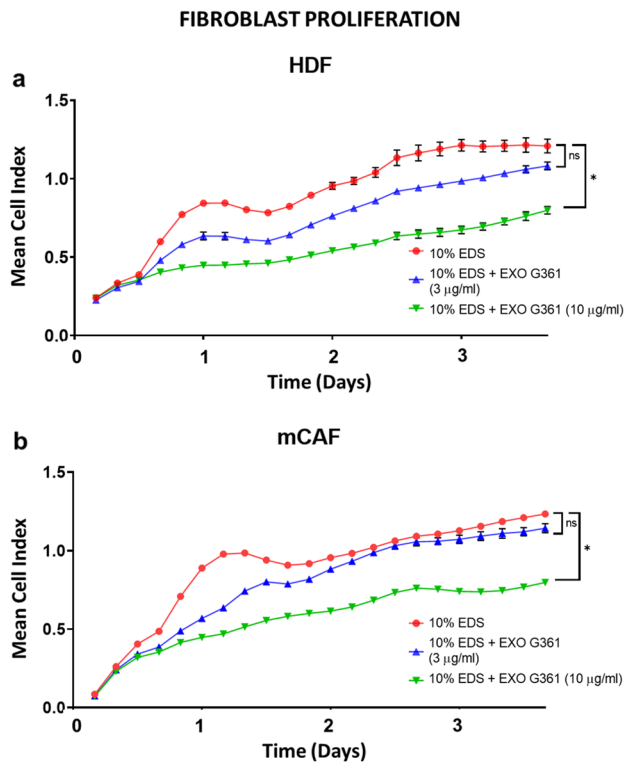 FIBROBLAST PROLIFERATION
a
HDF
Mean Cell Index
1.5
1.0
0.5
0.0
0
1
2
3
Time (Days)
ns
*
10% EDS
10% EDS + EXO G361
(3 μg/ml)
10% EDS + EXO G361 (10 μg/ml)
b
mCAF
Mean Cell Index
1.5
1.0
0.5
0.0
0
1
2
3
Time (Days)
ns
*
10% EDS
10% EDS + EXO G361
(3 μg/ml)
10% EDS + EXO G361 (10 μg/ml)